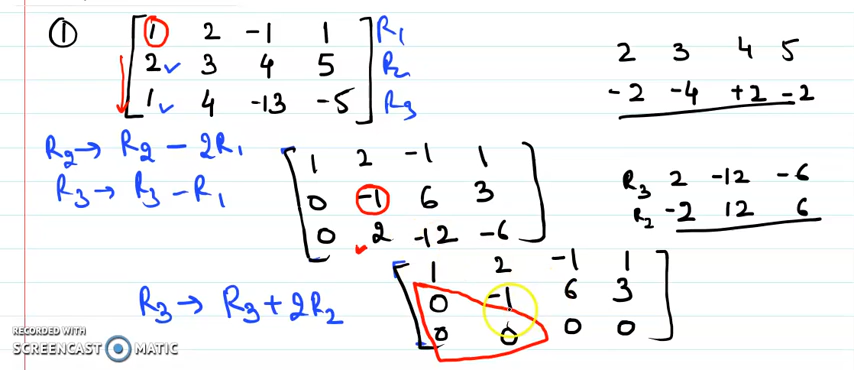 ① [1 2 -1 1] R₁
[2 3 4 5] R₂
[1 4 -13 -5] R₃
2 3 4 5
-2 -4 +2 -2
R₂→ R₂ - 2R₁
R₃→ R₃ - R₁
[1 2 -1 1]
[0 -1 6 3]
[0 2 -12 -6]
R₃ 2 -12 -6
R₂ -2 12 6
R₃→ R₃ + 2R₂
[1 2 -1 1]
[0 -1 6 3]
[0 0 0 0]
RECORDED WITH
SCREENCAST MATIC